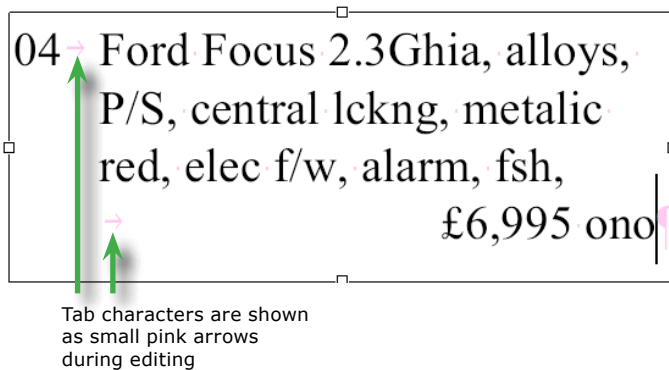 04 → Ford Focus 2.3Ghia, alloys,
P/S, central lckng, metalic
red, elec f/w, alarm, fsh,
→ £6,995 ono¶
Tab characters are shown
as small pink arrows
during editing